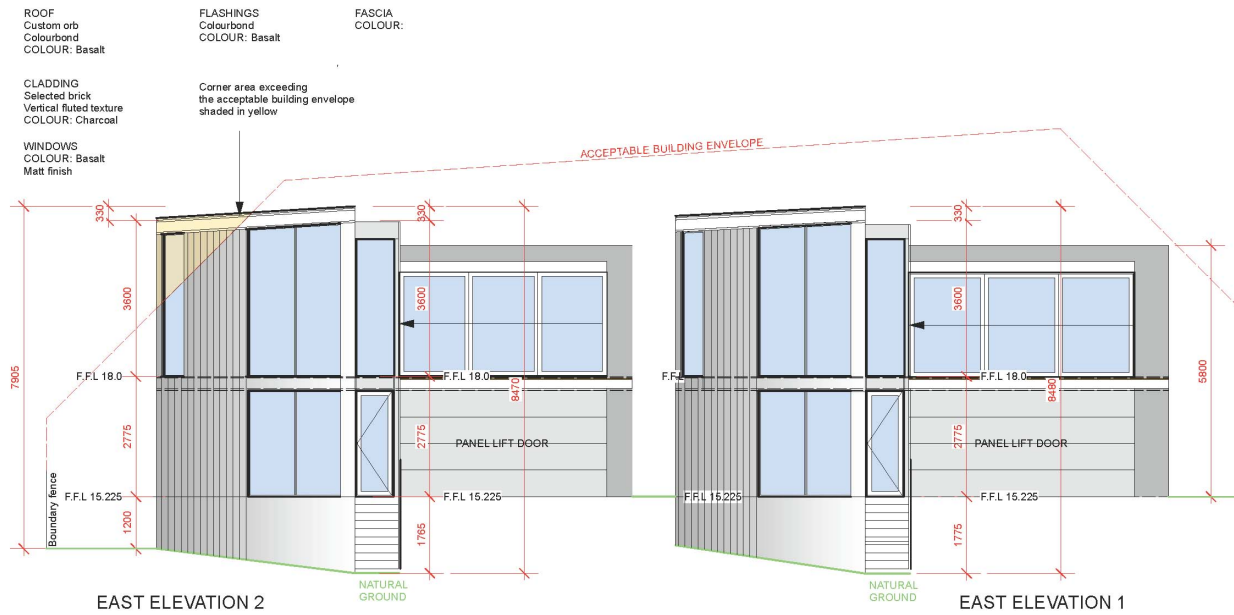 ROOF
Custom orb
Colourbond
COLOUR: Basalt
FLASHINGS
Colourbond
COLOUR: Basalt
FASCIA
COLOUR:
CLADDING
Selected brick
Vertical fluted texture
COLOUR: Charcoal
Corner area exceeding
the acceptable building envelope
shaded in yellow
WINDOWS
COLOUR: Basalt
Matt finish
ACCEPTABLE BUILDING ENVELOPE
330
330
330
3600
3600
3600
7905
5800
F.F.L 18.0
F.F.L 18.0
F.F.L
F.F.L 18.0
8470
8480
2775
2775
2775
PANEL LIFT DOOR
PANEL LIFT DOOR
Boundary fence
F.F.L 15.225
F.F.L 15.225
F.F.L 15.225
F.F.L 15.225
1200
1765
1775
NATURAL
GROUND
NATURAL
GROUND
EAST ELEVATION 2
EAST ELEVATION 1